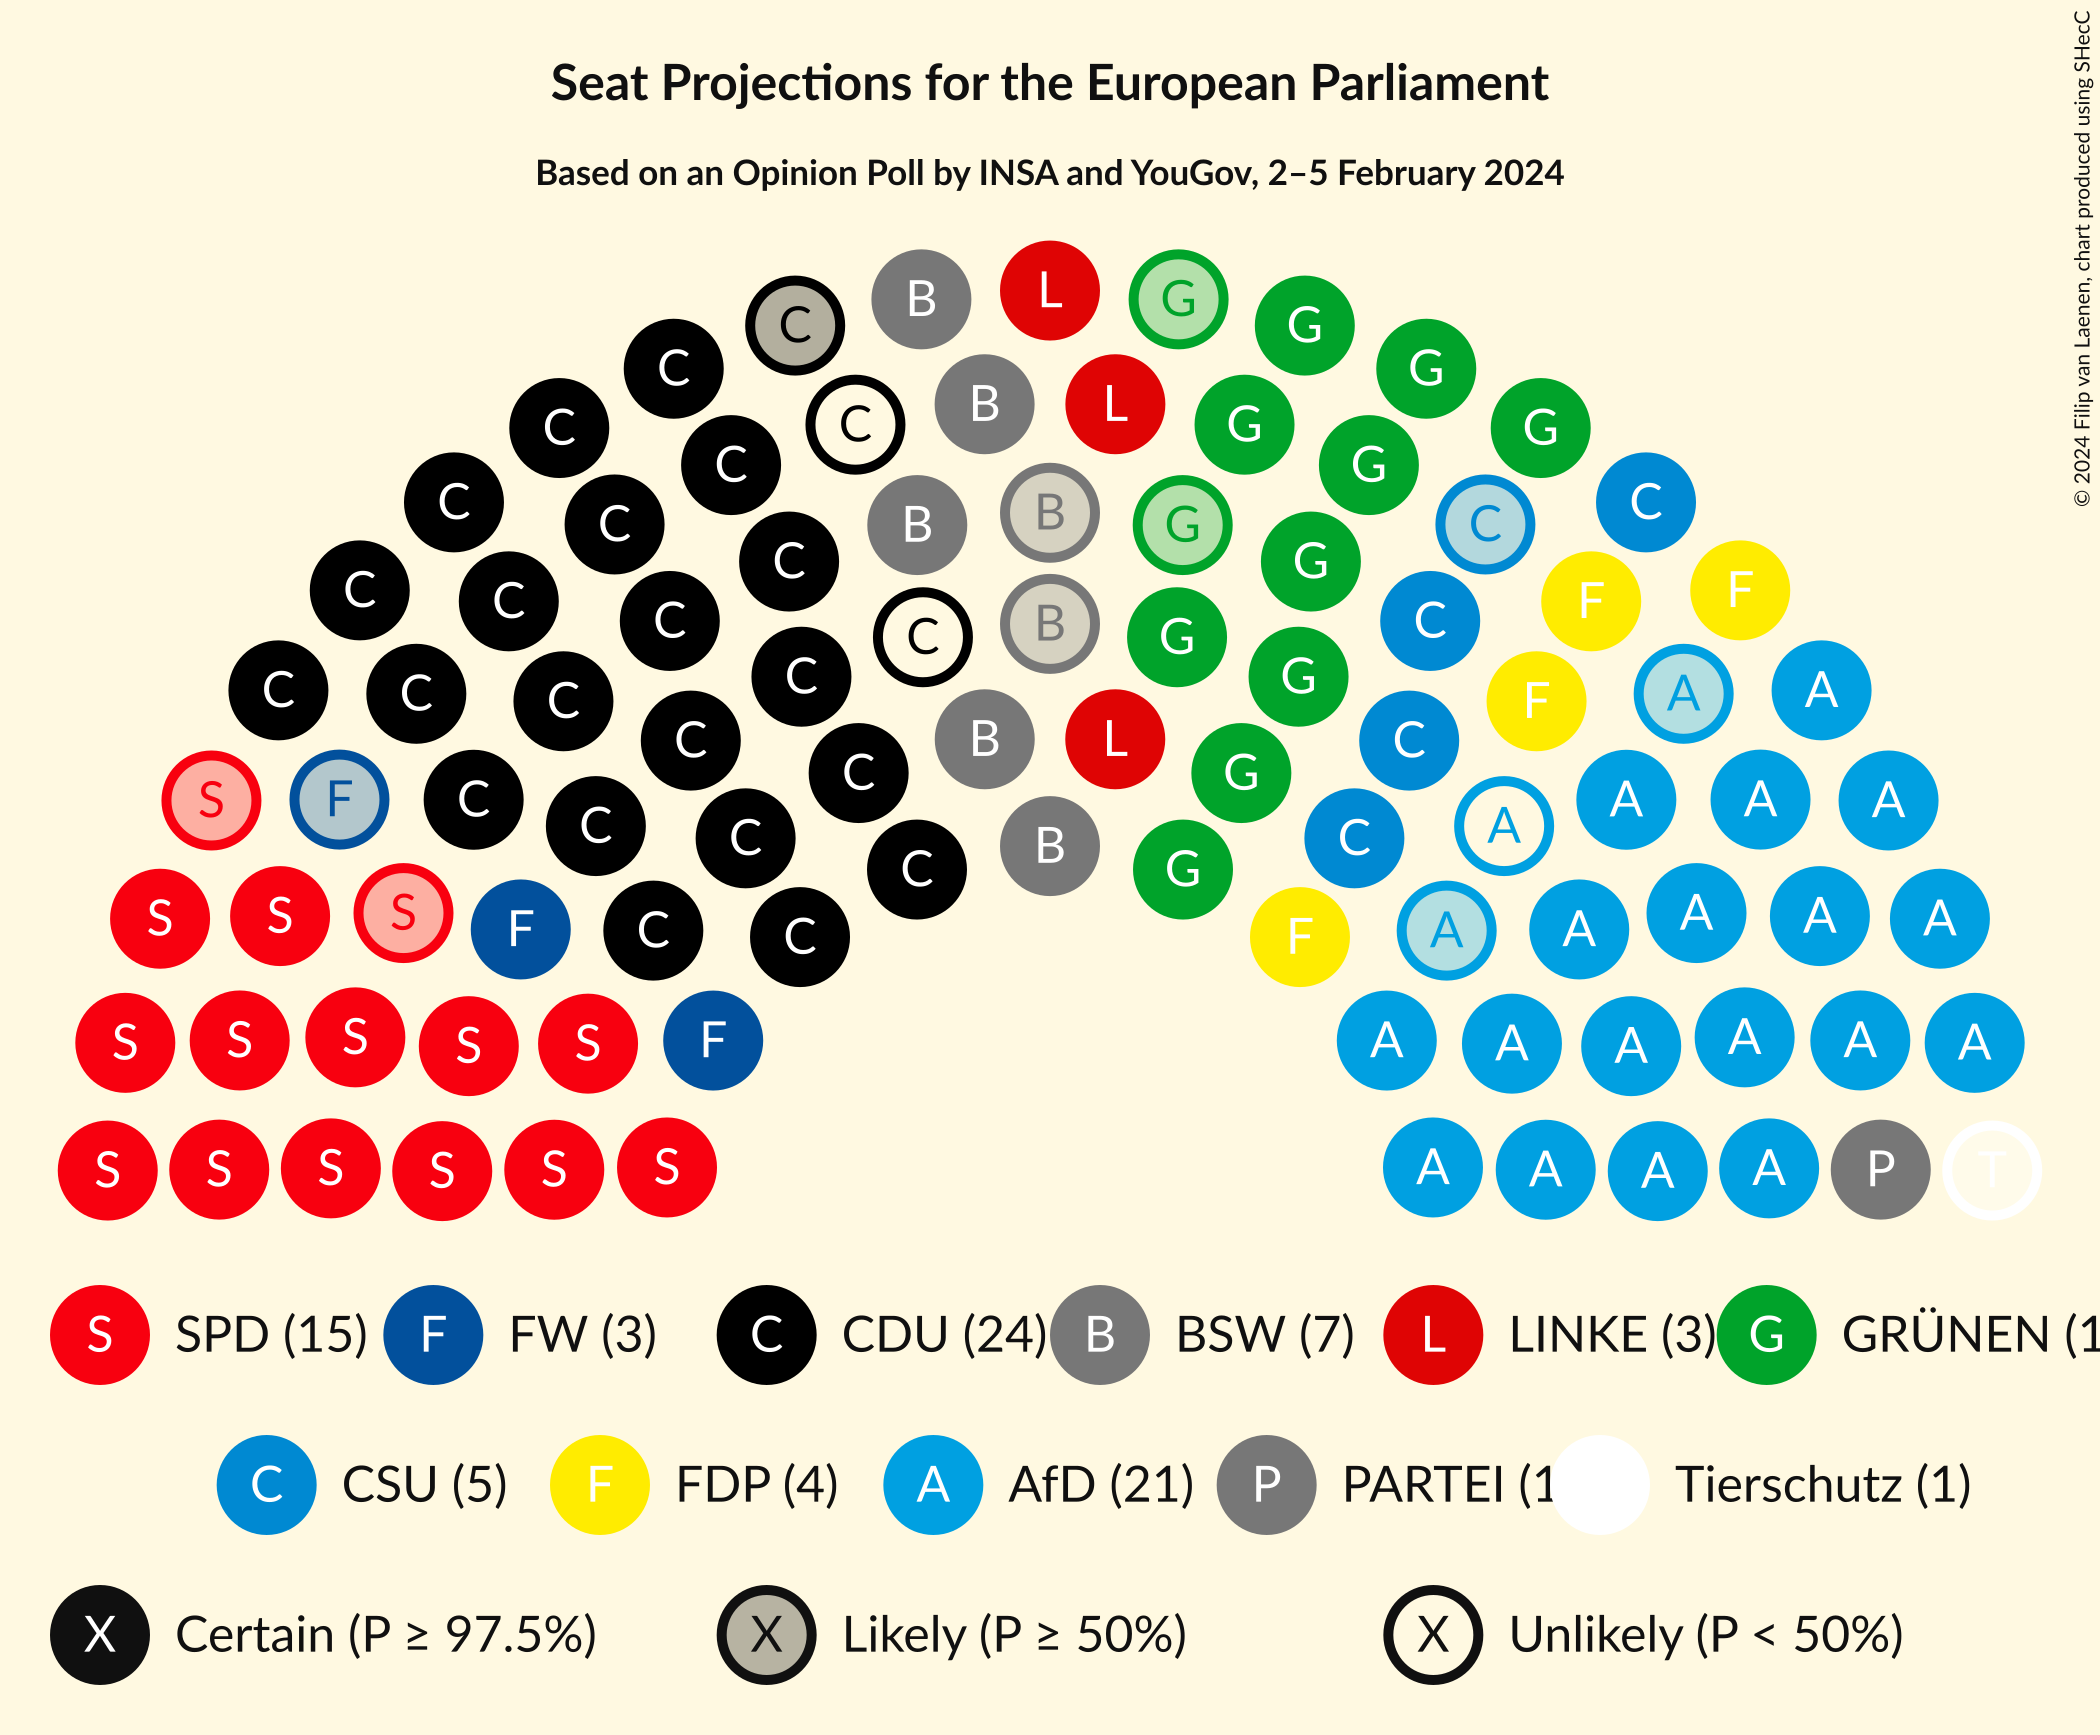 Seat Projections for the European Parliament
Based on an Opinion Poll by INSA and YouGov, 2–5 February 2024
© 2024 Filip van Laenen, chart produced using SHecC
L
B G
C G
C G
B L
C G
C G
C G
C G
C B G
C C
B G
C C
C G
C F
C F
C C
C B G
C G
C A
C A
C F
C C
B L
C G
S F C A A A
C A
C C
B
C G
S S S A A A
F C A A
C F
S S S S S A A A A A
F A
S S S S S S A A A A P T
S SPD (15) F FW (3) C CDU (24) B BSW (7) L LINKE (3) G GRÜNEN (1
C CSU (5) F FDP (4) A AfD (21) P PARTEI (1 Tierschutz (1)
X Certain (P ≥ 97.5%) X Likely (P ≥ 50%) X Unlikely (P < 50%)